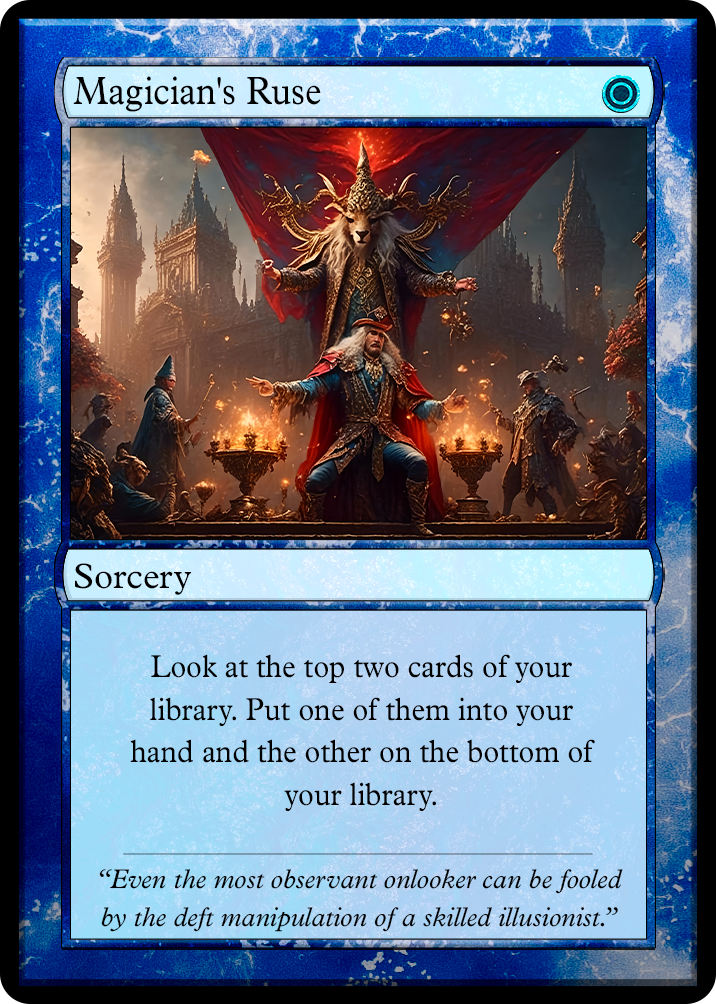 Magician's Ruse
Sorcery
Look at the top two cards of your
library. Put one of them into your
hand and the other on the bottom of
your library.
“Even the most observant onlooker can be fooled
by the deft manipulation of a skilled illusionist.”